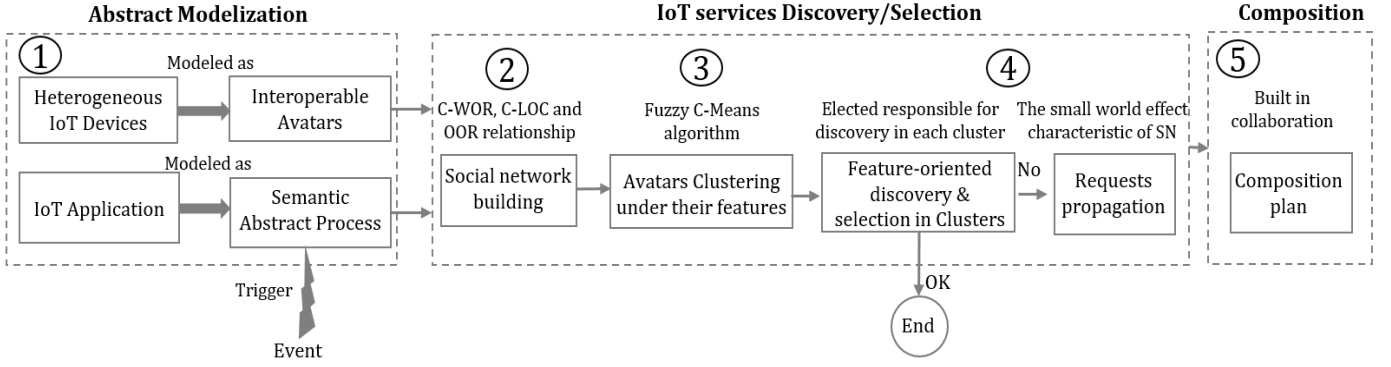 Abstract Modelization
IoT services Discovery/Selection
Composition
1
Modeled as
Heterogeneous
IoT Devices
Interoperable
Avatars
Modeled as
IoT Application
Semantic
Abstract Process
Trigger
Event
2
C-WOR, C-LOC and
OOR relationship
Social network
building
3
Fuzzy C-Means
algorithm
Avatars Clustering
under their features
4
Elected responsible for
discovery in each cluster
Feature-oriented
discovery &
selection in Clusters
OK
End
No
The small world effect
characteristic of SN
Requests
propagation
5
Built in
collaboration
Composition
plan